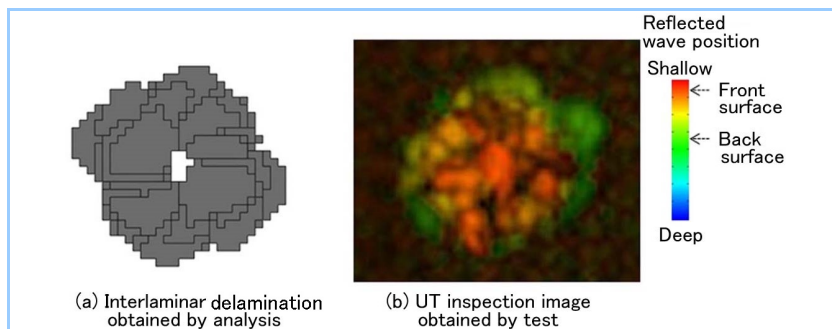 Reflected
wave position
Shallow
Front
surface
Back
surface
Deep
(a) Interlaminar delamination
obtained by analysis
(b) UT inspection image
obtained by test